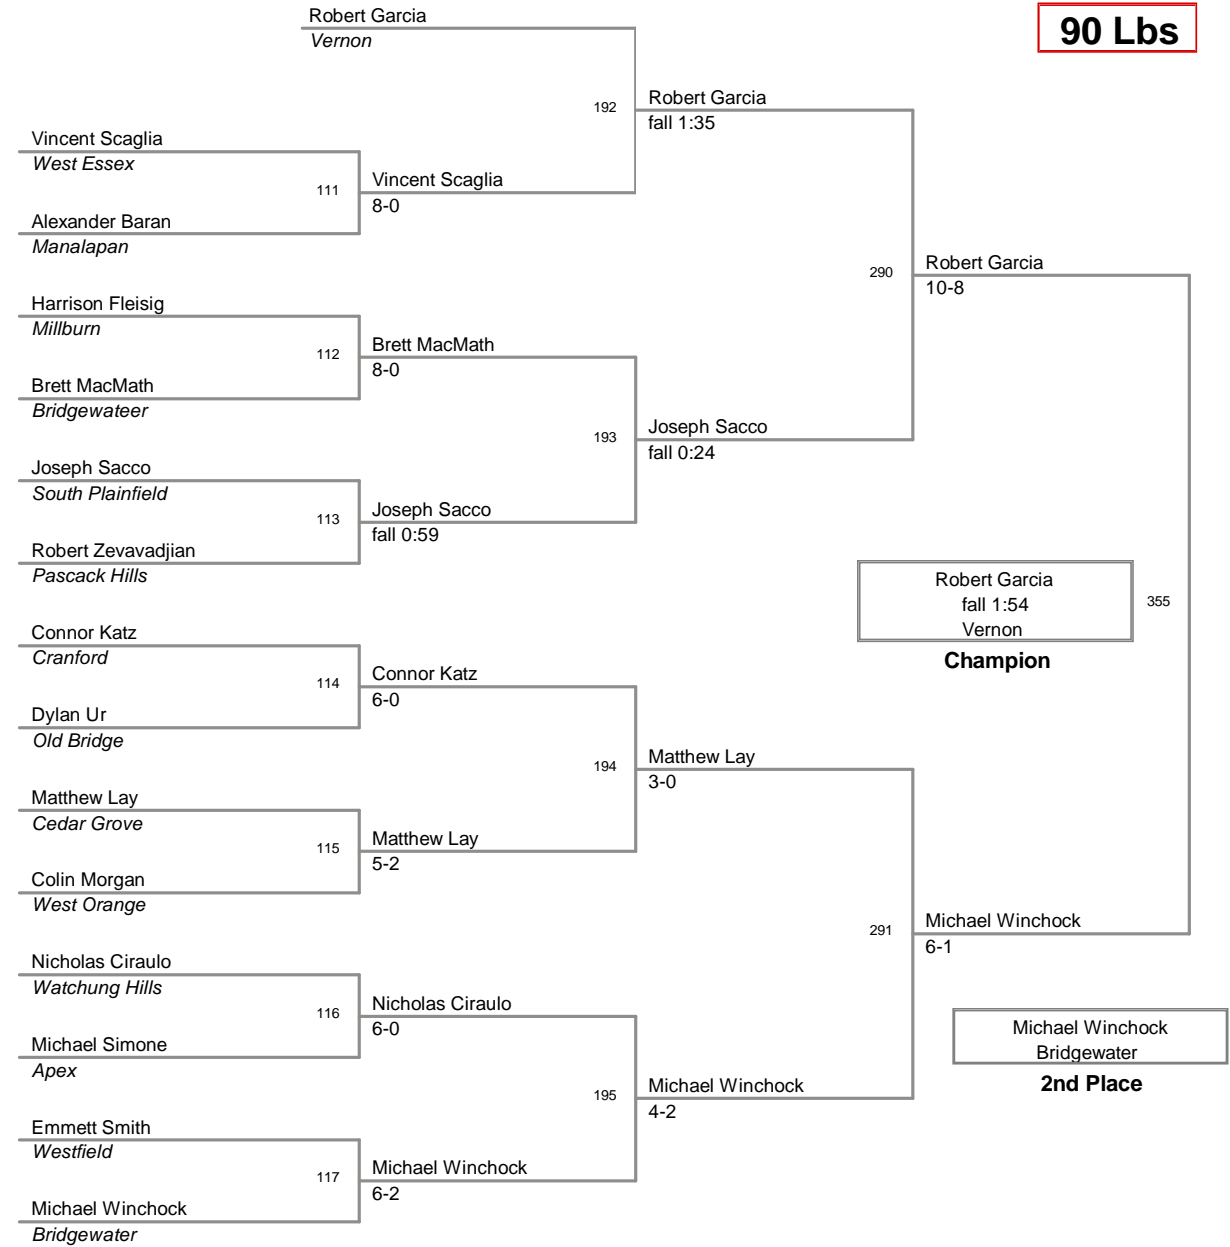 Robert Garcia
Vernon
90 Lbs
192
Robert Garcia
fall 1:35
Vincent Scaglia
West Essex
111
Vincent Scaglia
8-0
Alexander Baran
Manalapan
290
Robert Garcia
10-8
Harrison Fleisig
Millburn
112
Brett MacMath
8-0
Brett MacMath
Bridgewateer
193
Joseph Sacco
fall 0:24
Joseph Sacco
South Plainfield
113
Joseph Sacco
fall 0:59
Robert Zevavadjian
Pascack Hills
Robert Garcia
fall 1:54
Vernon
355
Champion
Connor Katz
Cranford
114
Connor Katz
6-0
Dylan Ur
Old Bridge
194
Matthew Lay
3-0
Matthew Lay
Cedar Grove
115
Matthew Lay
5-2
Colin Morgan
West Orange
291
Michael Winchock
6-1
Nicholas Ciraulo
Watchung Hills
116
Nicholas Ciraulo
6-0
Michael Simone
Apex
Michael Winchock
Bridgewater
2nd Place
195
Michael Winchock
4-2
Emmett Smith
Westfield
117
Michael Winchock
6-2
Michael Winchock
Bridgewater